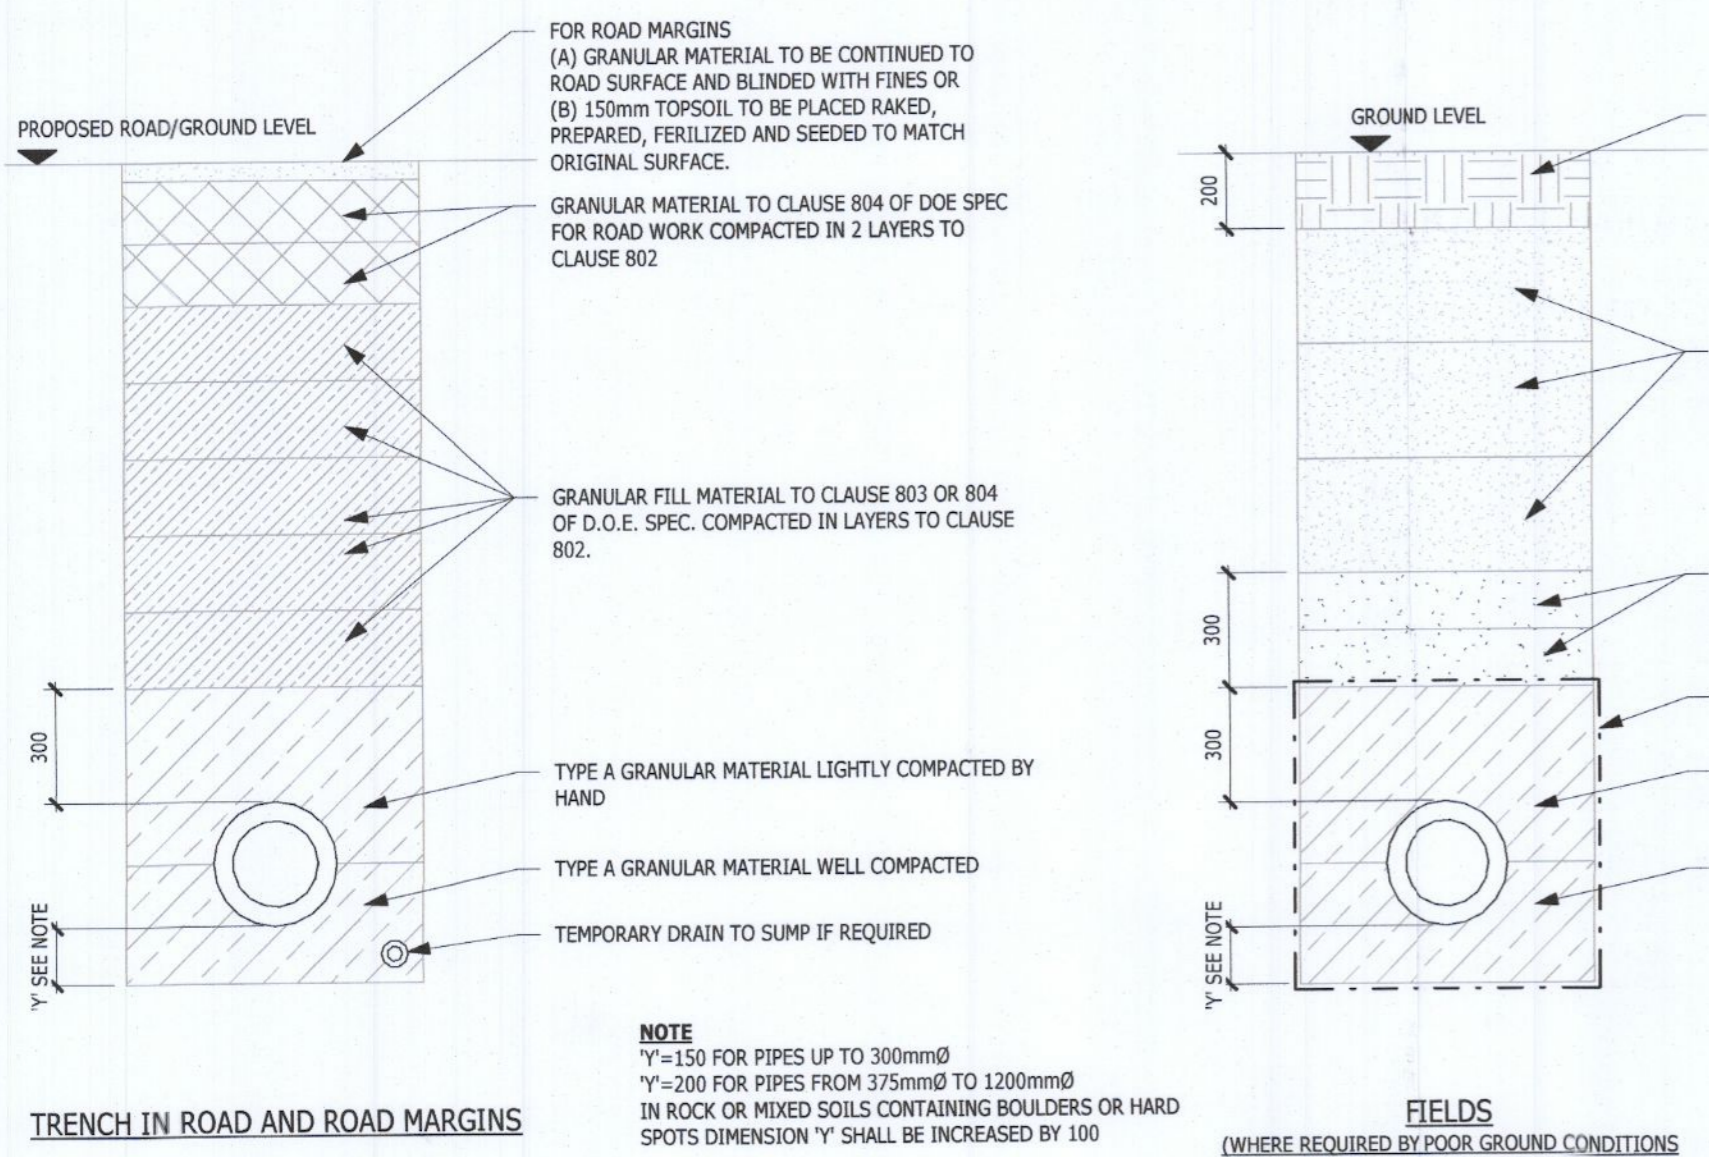 FOR ROAD MARGINS
(A) GRANULAR MATERIAL TO BE CONTINUED TO
ROAD SURFACE AND BLINDED WITH FINES OR
(B) 150mm TOPSOIL TO BE PLACED RAKED,
PREPARED, FERILIZED AND SEEDED TO MATCH
ORIGINAL SURFACE.
PROPOSED ROAD/GROUND LEVEL
GRANULAR MATERIAL TO CLAUSE 804 OF DOE SPEC
FOR ROAD WORK COMPACTED IN 2 LAYERS TO
CLAUSE 802
GRANULAR FILL MATERIAL TO CLAUSE 803 OR 804
OF D.O.E. SPEC. COMPACTED IN LAYERS TO CLAUSE
802.
300
TYPE A GRANULAR MATERIAL LIGHTLY COMPACTED BY
HAND
TYPE A GRANULAR MATERIAL WELL COMPACTED
'Y' SEE NOTE
TEMPORARY DRAIN TO SUMP IF REQUIRED
TRENCH IN ROAD AND ROAD MARGINS
NOTE
'Y'=150 FOR PIPES UP TO 300mmØ
'Y'=200 FOR PIPES FROM 375mmØ TO 1200mmØ
IN ROCK OR MIXED SOILS CONTAINING BOULDERS OR HARD
SPOTS DIMENSION 'Y' SHALL BE INCREASED BY 100
GROUND LEVEL
200
300
300
'Y' SEE NOTE
FIELDS
(WHERE REQUIRED BY POOR GROUND CONDITIONS